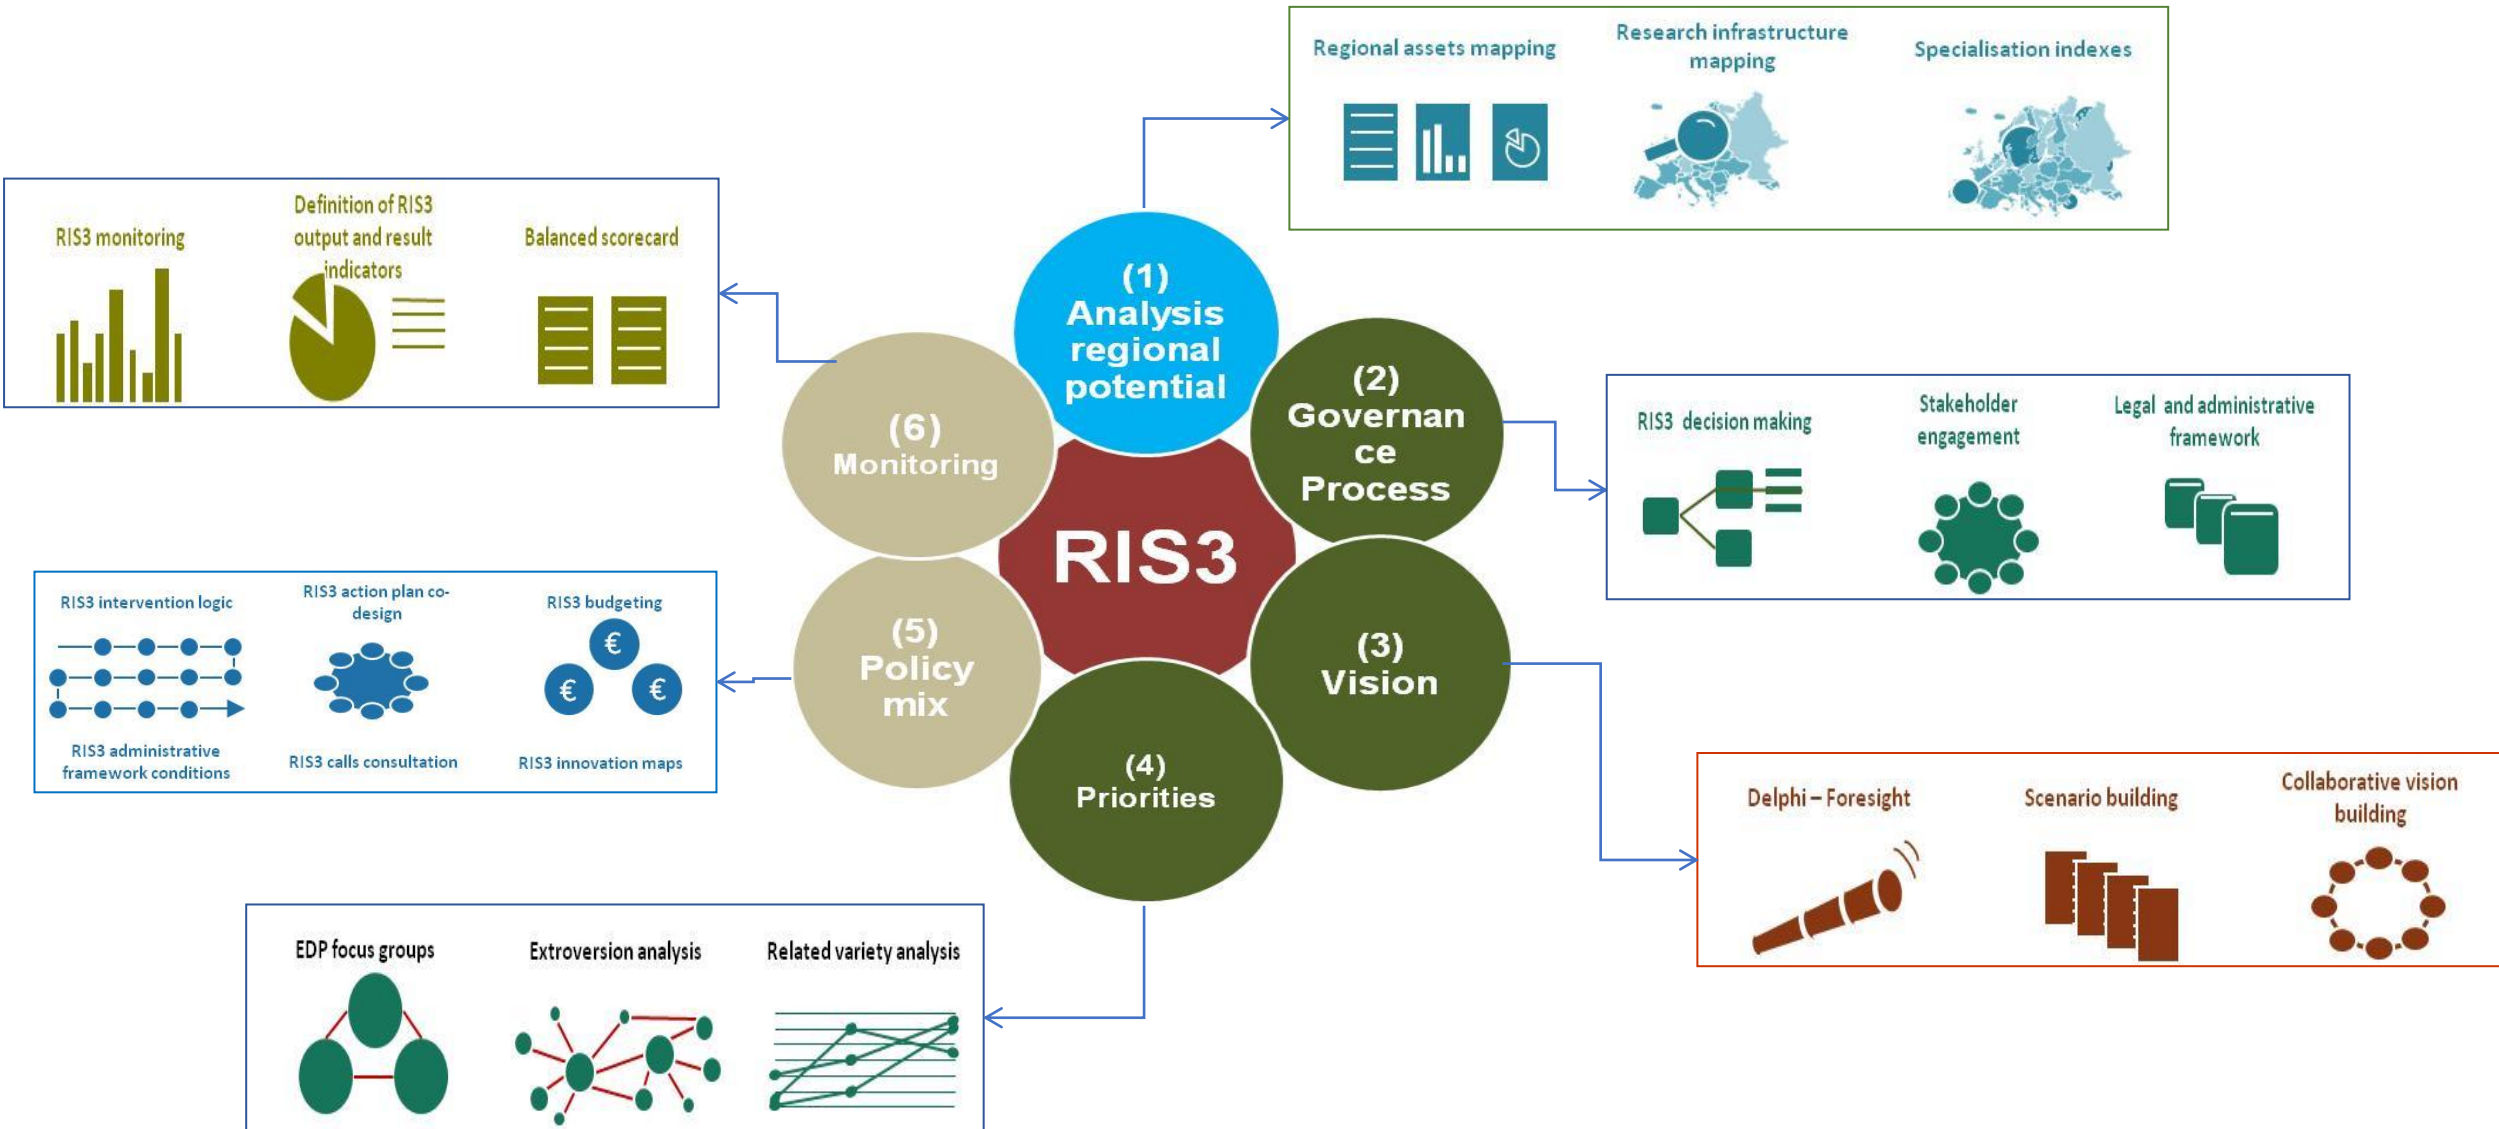 Regional assets mapping
Research infrastructure
mapping
Specialisation indexes
RIS3 monitoring
Definition of RIS3
output and result
indicators
Balanced scorecard
(1)
Analysis
regional
potential
(2)
Governan
ce
Process
RIS3 decision making
Stakeholder
engagement
Legal and administrative
framework
(6)
Monitoring
RIS3
RIS3 intervention logic
RIS3 action plan co-
design
RIS3 budgeting
€
€
€
RIS3 administrative
framework conditions
RIS3 calls consultation
RIS3 innovation maps
(5)
Policy
mix
(3)
Vision
(4)
Priorities
Delphi – Foresight
Scenario building
Collaborative vision
building
EDP focus groups
Extroversion analysis
Related variety analysis